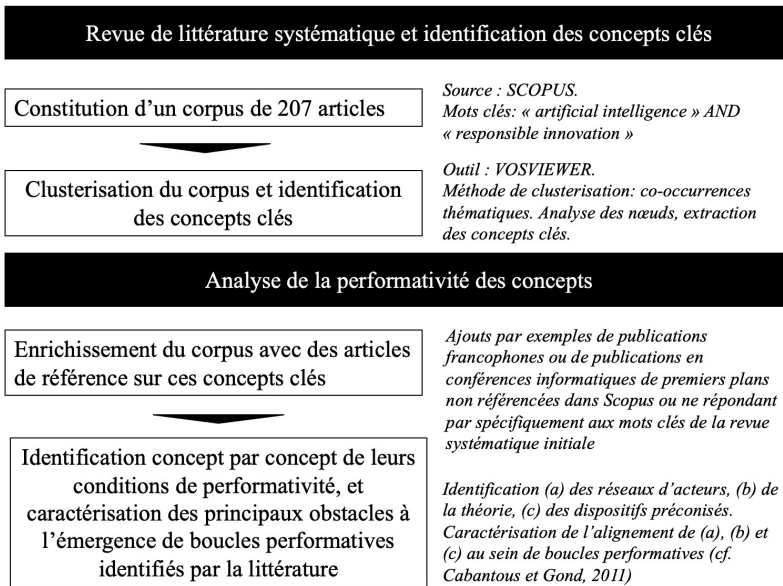 Revue de littérature systématique et identification des concepts clés
Constitution d’un corpus de 207 articles
Source : SCOPUS.
Mots clés: « artificial intelligence » AND
« responsible innovation »
Clusterisation du corpus et identification
des concepts clés
Outil : VOSVIEWER.
Méthode de clusterisation: co-occurrences
thématiques. Analyse des nœuds, extraction
des concepts clés.
Analyse de la performativité des concepts
Enrichissement du corpus avec des articles
de référence sur ces concepts clés
Ajouts par exemples de publications
francophones ou de publications en
conférences informatiques de premiers plans
non référencées dans Scopus ou ne répondant
par spécifiquement aux mots clés de la revue
systématique initiale
Identification concept par concept de leurs
conditions de performativité, et
caractérisation des principaux obstacles à
l’émergence de boucles performatives
identifiés par la littérature
Identification (a) des réseaux d’acteurs, (b) de
la théorie, (c) des dispositifs préconisés.
Caractérisation de l’alignement de (a), (b) et
(c) au sein de boucles performatives (cf.
Cabantous et Gond, 2011)